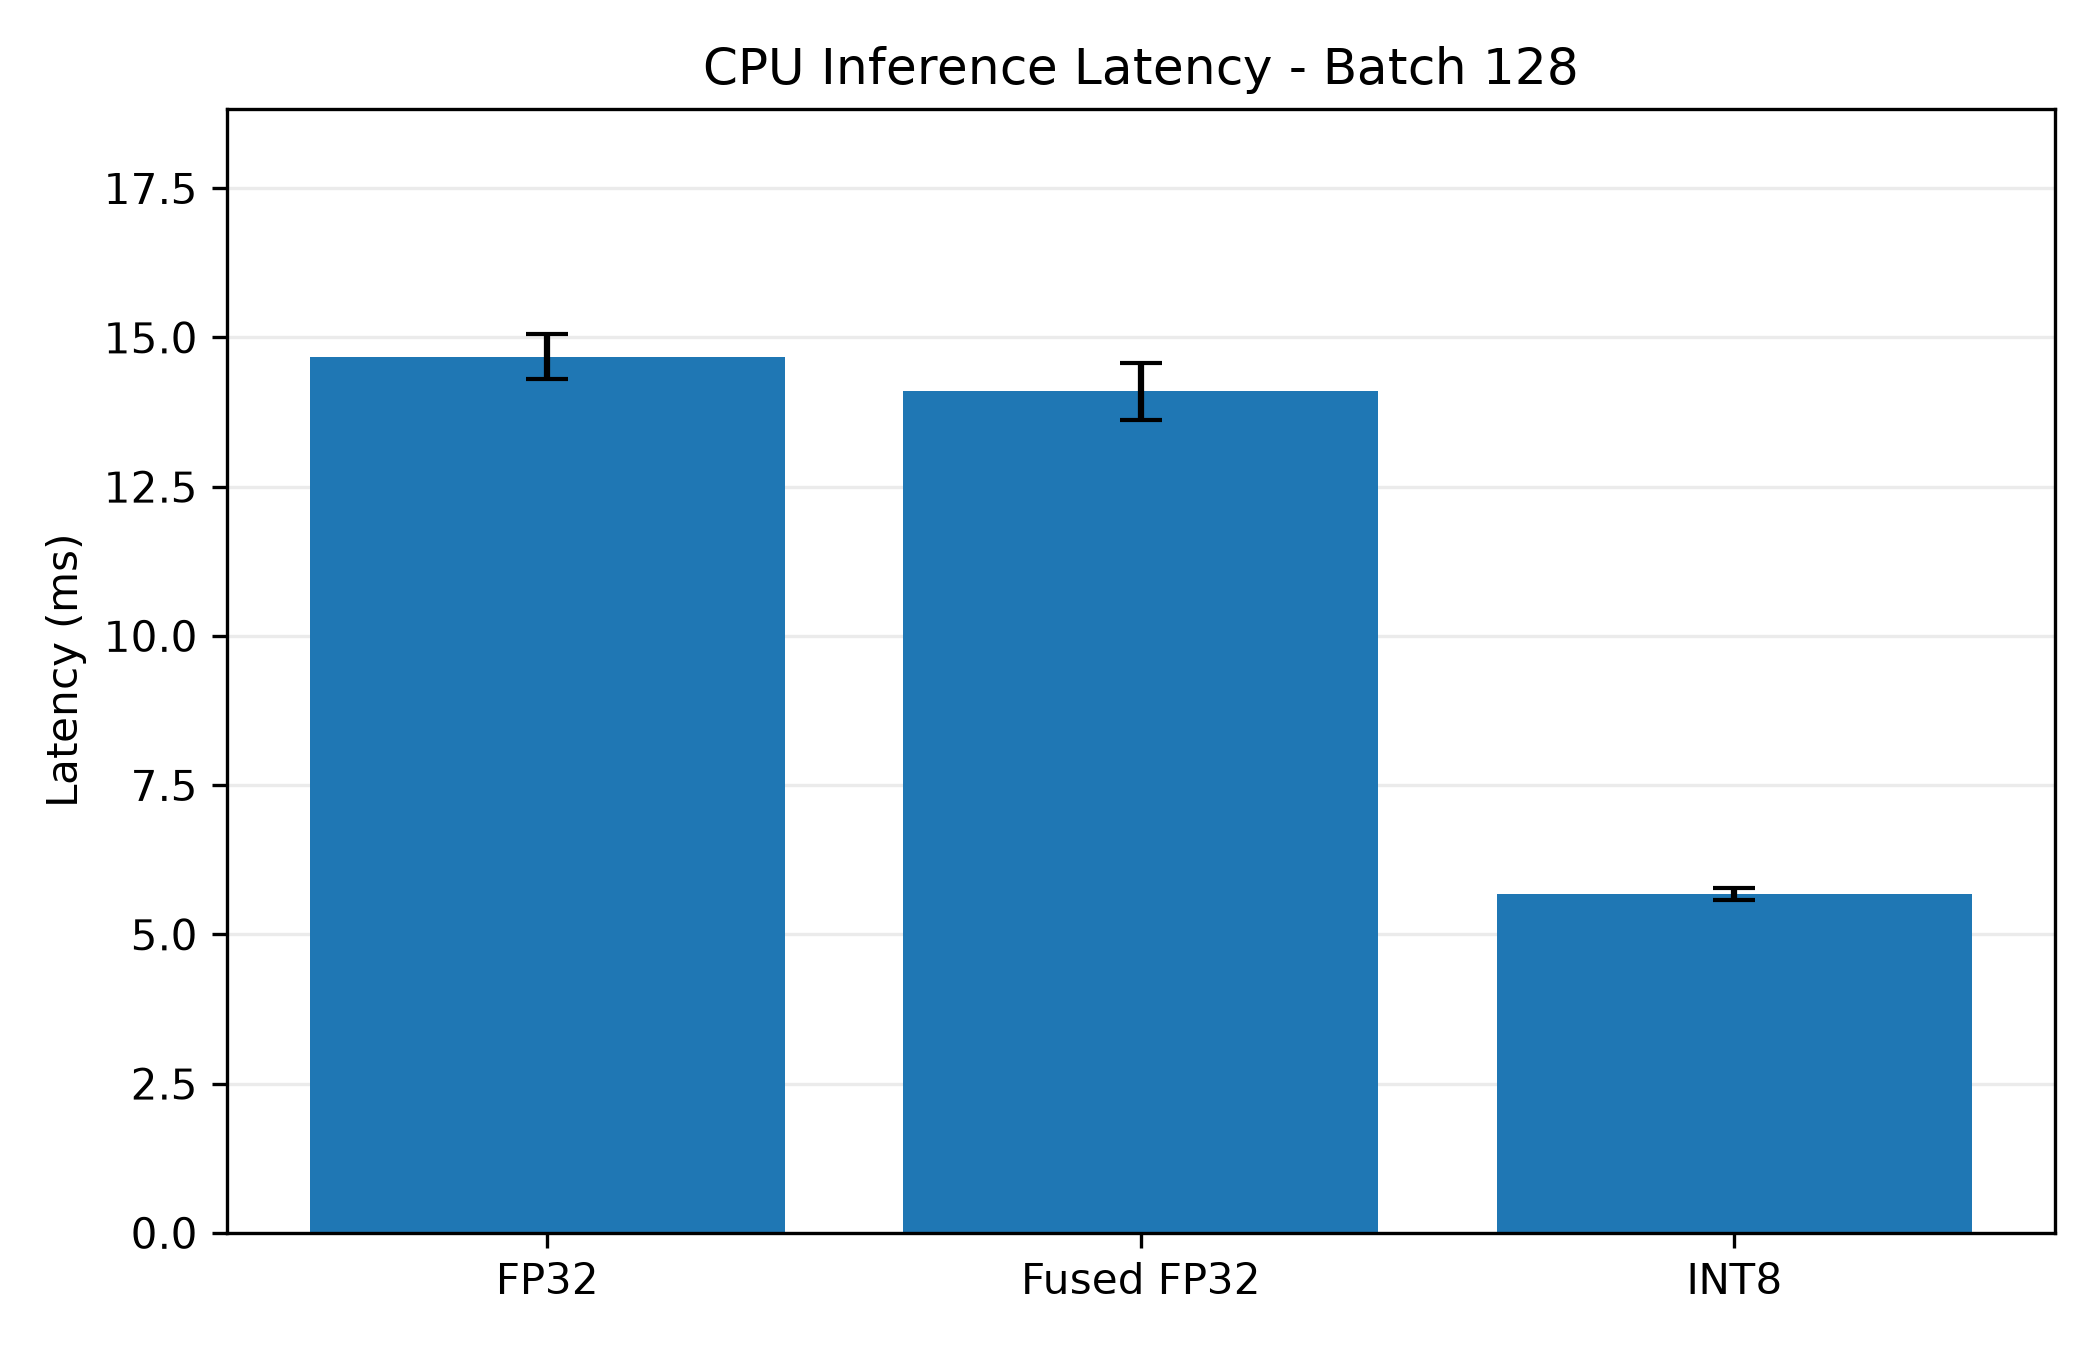 CPU Inference Latency - Batch 128
Latency (ms)
17.5
15.0
12.5
10.0
7.5
5.0
2.5
0.0
FP32
Fused FP32
INT8